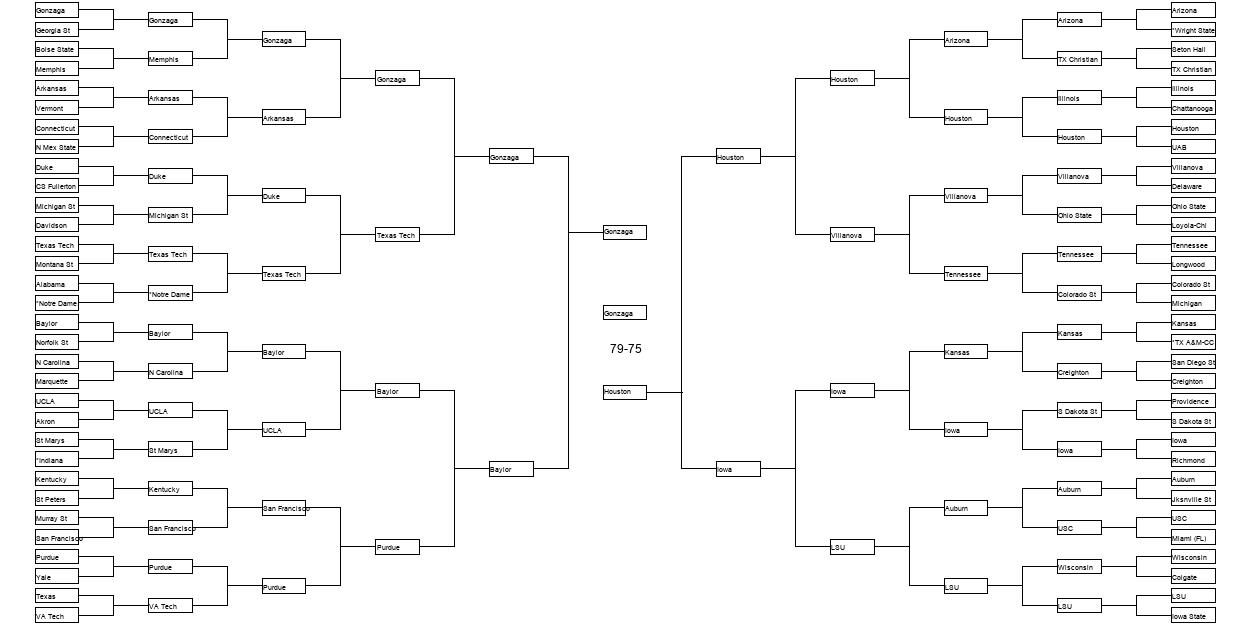 Gonzaga
Georgia St
Boise State
Memphis
Arkansas
Vermont
Connecticut
N Mex State
Duke
CS Fullerton
Michigan St
Davidson
Texas Tech
Montana St
Alabama
*Notre Dame
Baylor
Norfolk St
N Carolina
Marquette
UCLA
Akron
St Marys
*Indiana
Kentucky
St Peters
Murray St
San Francisco
Purdue
Yale
Texas
VA Tech
Gonzaga
Memphis
Arkansas
Connecticut
Duke
Michigan St
Texas Tech
*Notre Dame
Baylor
N Carolina
UCLA
St Marys
Kentucky
San Francisco
Purdue
VA Tech
Gonzaga
Arkansas
Duke
Texas Tech
Baylor
UCLA
San Francisco
Purdue
Gonzaga
Texas Tech
Baylor
Purdue
Gonzaga
Baylor
Gonzaga
Gonzaga
79-75
Houston
Houston
Iowa
Houston
Villanova
Iowa
LSU
Arizona
Houston
Villanova
Tennessee
Kansas
Iowa
Auburn
LSU
Arizona
TX Christian
Illinois
Houston
Villanova
Ohio State
Tennessee
Colorado St
Kansas
Creighton
S Dakota St
Iowa
Auburn
USC
Wisconsin
LSU
Arizona
*Wright State
Seton Hall
TX Christian
Illinois
Chattanooga
Houston
UAB
Villanova
Delaware
Ohio State
Loyola-Chi
Tennessee
Longwood
Colorado St
Michigan
Kansas
*TX A&M-CC
San Diego St
Creighton
Providence
S Dakota St
Iowa
Richmond
Auburn
Jksnville St
USC
Miami (FL)
Wisconsin
Colgate
LSU
Iowa State